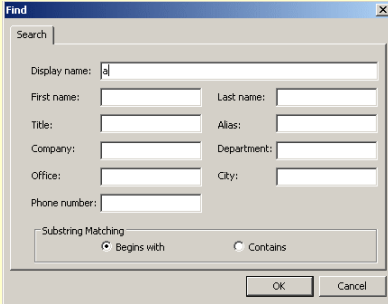 Find
Search
Display name: a
First name: Last name:
Title: Alias:
Company: Department:
Office: City:
Phone number:
Substring Matching
Begins with Contains
OK Cancel